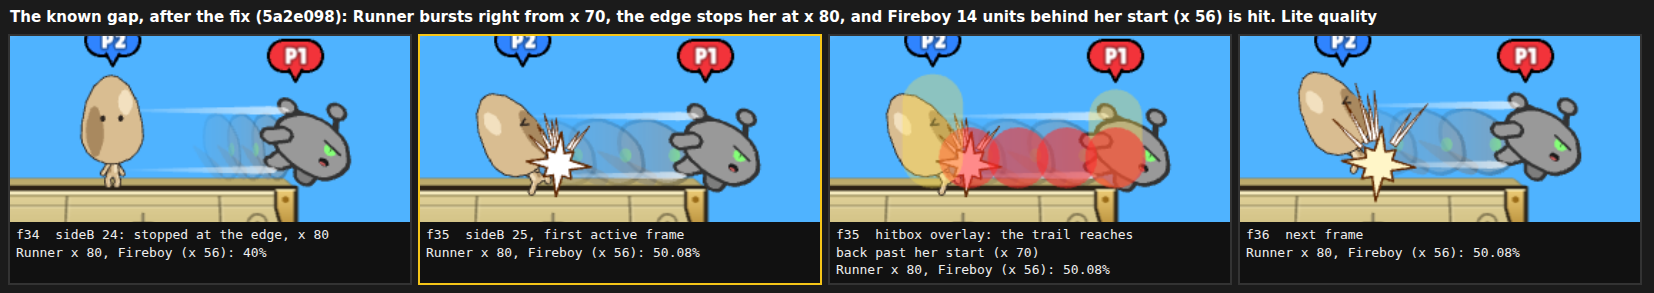 The known gap, after the fix (5a2e098): Runner bursts right from x 70, the edge stops her at x 80, and Fireboy 14 units behind her start (x 56) is hit. Lite quality
P2
P1
P2
P1
P2
P1
P2
P1
f34 sideB 24: stopped at the edge, x 80
Runner x 80, Fireboy (x 56): 40%
f35 sideB 25, first active frame
Runner x 80, Fireboy (x 56): 50.08%
f35 hitbox overlay: the trail reaches
back past her start (x 70)
Runner x 80, Fireboy (x 56): 50.08%
f36 next frame
Runner x 80, Fireboy (x 56): 50.08%